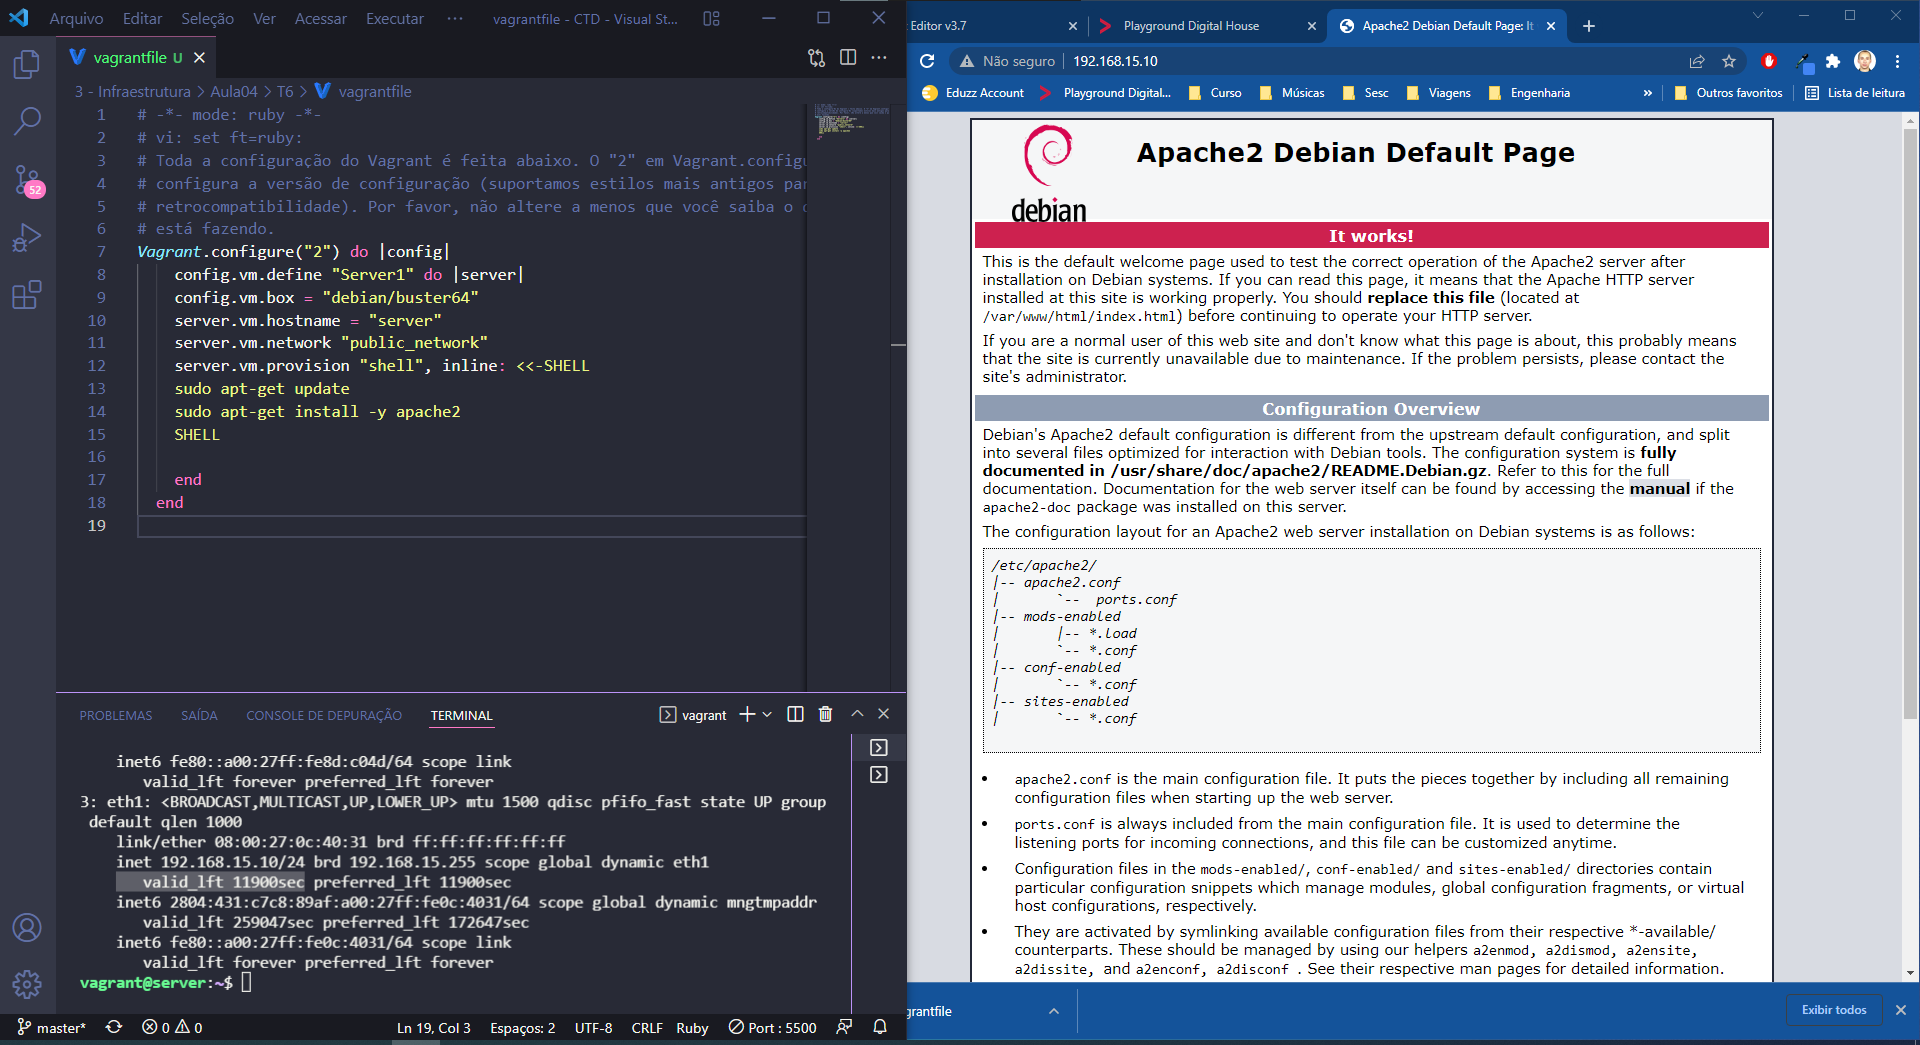 Arquivo Editar Seleção Ver Acessar Executar ··· vagrantfile - CTD - Visual St...
vagrantfile U
3 - Infraestrutura > Aula04 > T6 > vagrantfile
1 # -*- mode: ruby -*-
2 # vi: set ft=ruby:
3 # Toda a configuração do Vagrant é feita abaixo. O "2" em Vagrant.configu
4 # configura a versão de configuração (suportamos estilos mais antigos par
5 # retrocompatibilidade). Por favor, não altere a menos que você saiba o
6 # está fazendo.
7 Vagrant.configure("2") do |config|
8 config.vm.define "Server1" do |server|
9 config.vm.box = "debian/buster64"
10 server.vm.hostname = "server"
11 server.vm.network "public_network"
12 server.vm.provision "shell", inline: <<-SHELL
13 sudo apt-get update
14 sudo apt-get install -y apache2
15 SHELL
16
17 end
18 end
19
52
PROBLEMAS SAÍDA CONSOLE DE DEPURAÇÃO TERMINAL vagrant
inet6 fe80::a00:27ff:fe8d:c04d/64 scope link
valid_lft forever preferred_lft forever
3: eth1: <BROADCAST,MULTICAST,UP,LOWER_UP> mtu 1500 qdisc pfifo_fast state UP group
default qlen 1000
link/ether 08:00:27:0c:40:31 brd ff:ff:ff:ff:ff:ff
inet 192.168.15.10/24 brd 192.168.15.255 scope global dynamic eth1
valid_lft 11900sec preferred_lft 11900sec
inet6 2804:431:c7c8:89af:a00:27ff:fe0c:4031/64 scope global dynamic mngtmpaddr
valid_lft 259047sec preferred_lft 172647sec
inet6 fe80::a00:27ff:fe0c:4031/64 scope link
valid_lft forever preferred_lft forever
vagrant@server:~$
master* 0 0 Ln 19, Col 3 Espaços: 2 UTF-8 CRLF Ruby Port : 5500
Editor v3.7 Playground Digital House Apache2 Debian Default Page: It
Não seguro 192.168.15.10
Eduzz Account Playground Digital... Curso Músicas Sesc Viagens Engenharia » Outros favoritos Lista de leitura
debian
Apache2 Debian Default Page
It works!
This is the default welcome page used to test the correct operation of the Apache2 server after
installation on Debian systems. If you can read this page, it means that the Apache HTTP server
installed at this site is working properly. You should replace this file (located at
/var/www/html/index.html) before continuing to operate your HTTP server.
If you are a normal user of this web site and don't know what this page is about, this probably means
that the site is currently unavailable due to maintenance. If the problem persists, please contact the
site's administrator.
Configuration Overview
Debian's Apache2 default configuration is different from the upstream default configuration, and split
into several files optimized for interaction with Debian tools. The configuration system is fully
documented in /usr/share/doc/apache2/README.Debian.gz. Refer to this for the full
documentation. Documentation for the web server itself can be found by accessing the manual if the
apache2-doc package was installed on this server.
The configuration layout for an Apache2 web server installation on Debian systems is as follows:
/etc/apache2/
|-- apache2.conf
|       `--  ports.conf
|-- mods-enabled
|       |-- *.load
|       `-- *.conf
|-- conf-enabled
|       `-- *.conf
|-- sites-enabled
|       `-- *.conf
• apache2.conf is the main configuration file. It puts the pieces together by including all remaining
configuration files when starting up the web server.
• ports.conf is always included from the main configuration file. It is used to determine the
listening ports for incoming connections, and this file can be customized anytime.
• Configuration files in the mods-enabled/, conf-enabled/ and sites-enabled/ directories contain
particular configuration snippets which manage modules, global configuration fragments, or virtual
host configurations, respectively.
• They are activated by symlinking available configuration files from their respective *-available/
counterparts. These should be managed by using our helpers a2enmod, a2dismod, a2ensite,
a2dissite, and a2enconf, a2disconf . See their respective man pages for detailed information.
grantfile Exibir todos